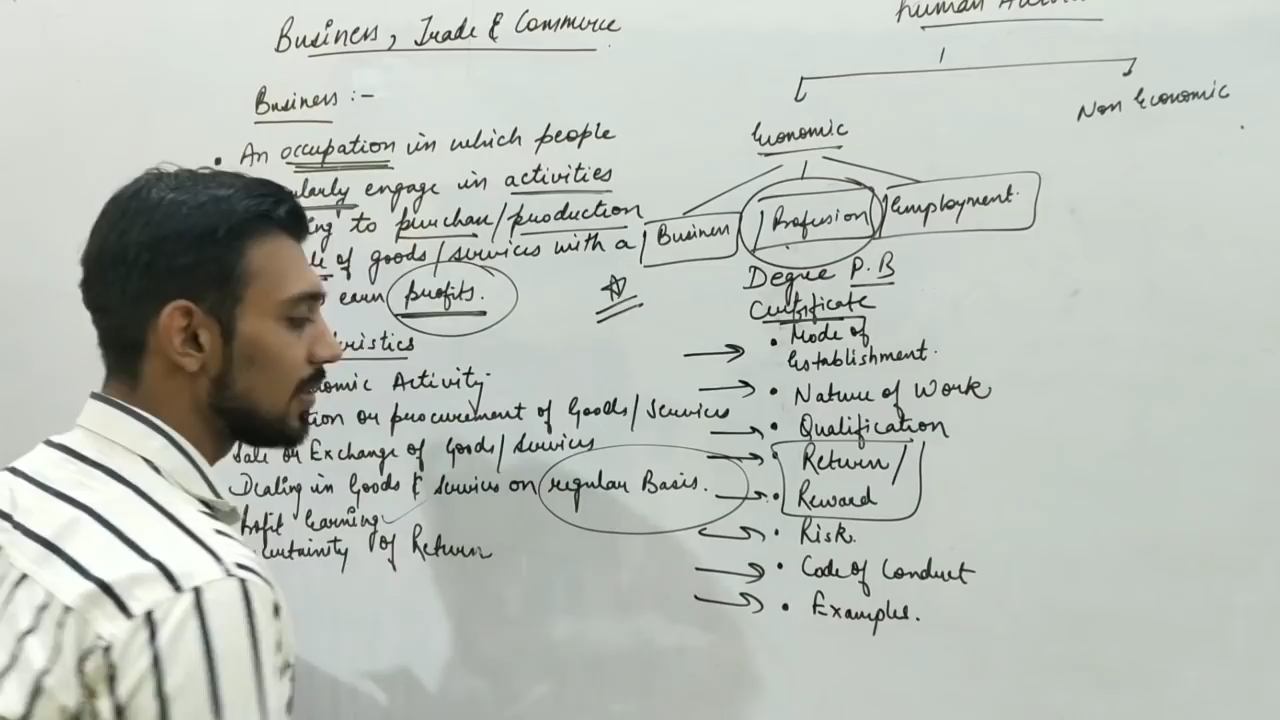 Business, Trade & Commerce
Business :-
• An occupation in which people
engage in activities
to purchase/production
of goods/services with a
earn profits.
Activity
or procurement of Goods/Services
Sale or Exchange of Goods/Services
Dealing in Goods & Services on regular Basis.
Profit Earning
of Return
Human
Economic
Non Economic
Business
Profession
Employment.
Degree P.B
Certificate
• Mode of
Establishment.
• Nature of Work
• Qualification
Return/
• Reward
• Risk.
• Code of Conduct
• Examples.